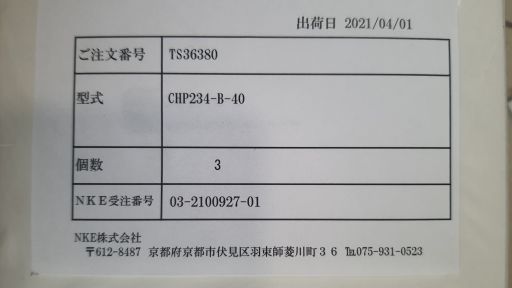 出荷日 2021/04/01
ご注文番号 TS36380
型式 CHP234-B-40
個数 3
NKE受注番号 03-2100927-01
NKE株式会社
〒612-8487 京都府京都市伏見区羽束師菱川町36 ℡075-931-0523